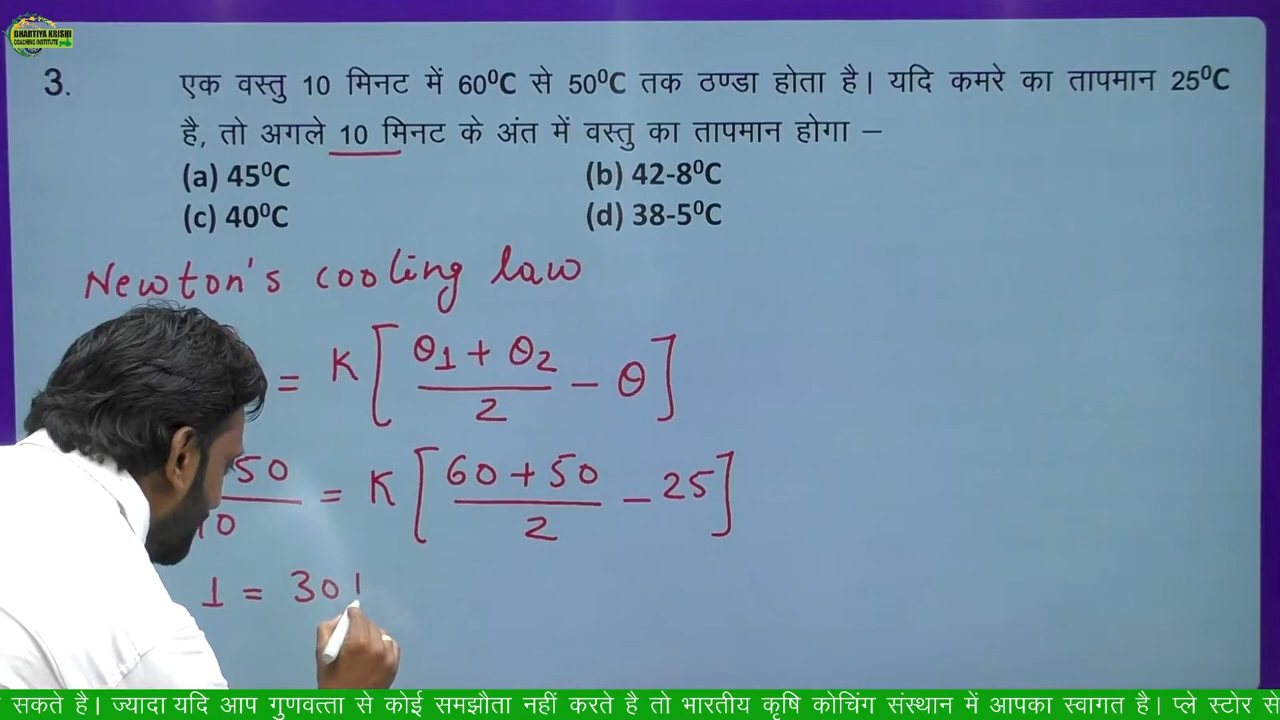 BHARTIYA KRISHI
COACHING INSTITUTE
3. एक वस्तु 10 मिनट में 60⁰C से 50⁰C तक ठण्डा होता है। यदि कमरे का तापमान 25⁰C
है, तो अगले 10 मिनट के अंत में वस्तु का तापमान होगा –
(a) 45⁰C (b) 42-8⁰C
(c) 40⁰C (d) 38-5⁰C
Newton's cooling law
= K [ θ1 + θ2 / 2 – θ ]
50 / 10 = K [ 60 + 50 / 2 – 25 ]
1 = 30
सकते है। ज्यादा यदि आप गुणवत्ता से कोई समझौता नहीं करते है तो भारतीय कृषि कोचिंग संस्थान में आपका स्वागत है। प्ले स्टोर से